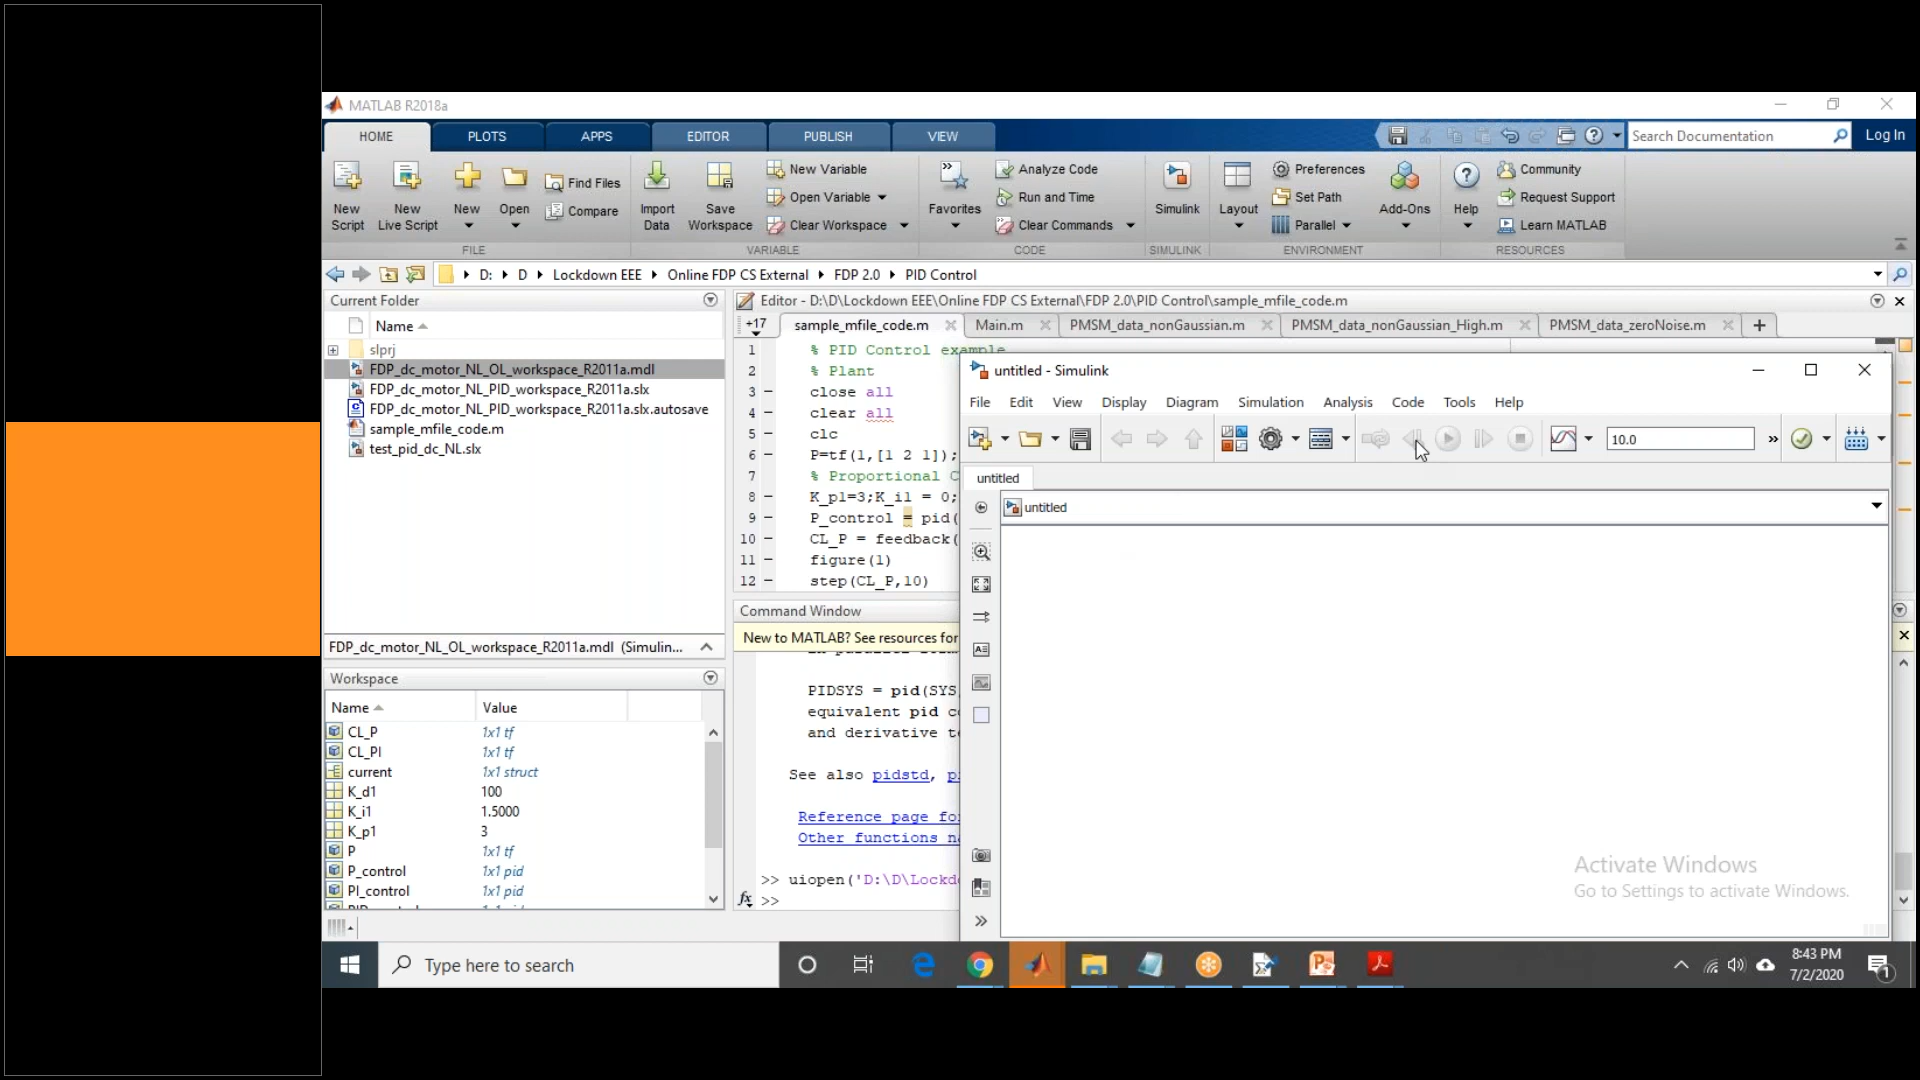 MATLAB R2018a
HOME PLOTS APPS EDITOR PUBLISH VIEW
Search Documentation
Log In
New Script
New Live Script
New
Open
Find Files
Compare
FILE
Import Data
Save Workspace
New Variable
Open Variable
Clear Workspace
VARIABLE
Favorites
Analyze Code
Run and Time
Clear Commands
CODE
Simulink
SIMULINK
Layout
Preferences
Set Path
Parallel
Add-Ons
ENVIRONMENT
Help
Community
Request Support
Learn MATLAB
RESOURCES
D: D Lockdown EEE Online FDP CS External FDP 2.0 PID Control
Current Folder
Name
slprj
FDP_dc_motor_NL_OL_workspace_R2011a.mdl
FDP_dc_motor_NL_PID_workspace_R2011a.slx
FDP_dc_motor_NL_PID_workspace_R2011a.slx.autosave
sample_mfile_code.m
test_pid_dc_NL.slx
FDP_dc_motor_NL_OL_workspace_R2011a.mdl (Simulin...
Workspace
Name Value
CL_P 1x1 tf
CL_PI 1x1 tf
current 1x1 struct
K_d1 100
K_i1 1.5000
K_p1 3
P 1x1 tf
P_control 1x1 pid
PI_control 1x1 pid
Editor - D:\D\Lockdown EEE\Online FDP CS External\FDP 2.0\PID Control\sample_mfile_code.m
+17 sample_mfile_code.m Main.m PMSM_data_nonGaussian.m PMSM_data_nonGaussian_High.m PMSM_data_zeroNoise.m
1 % PID Control example
2 % Plant
3 – close all
4 – clear all
5 – clc
6 – P=tf(1,[1 2 1]);
7 % Proportional C
8 – K_p1=3;K_i1 = 0;
9 – P_control = pid(
10 – CL_P = feedback(
11 – figure(1)
12 – step(CL_P,10)
Command Window
New to MATLAB? See resources for
PIDSYS = pid(SYS
equivalent pid c
and derivative t
See also pidstd, p
Reference page fo
Other functions n
>> uiopen('D:\D\Lockd
fx >>
untitled - Simulink
File Edit View Display Diagram Simulation Analysis Code Tools Help
10.0
untitled
untitled
Activate Windows
Go to Settings to activate Windows.
Type here to search
8:43 PM
7/2/2020
1